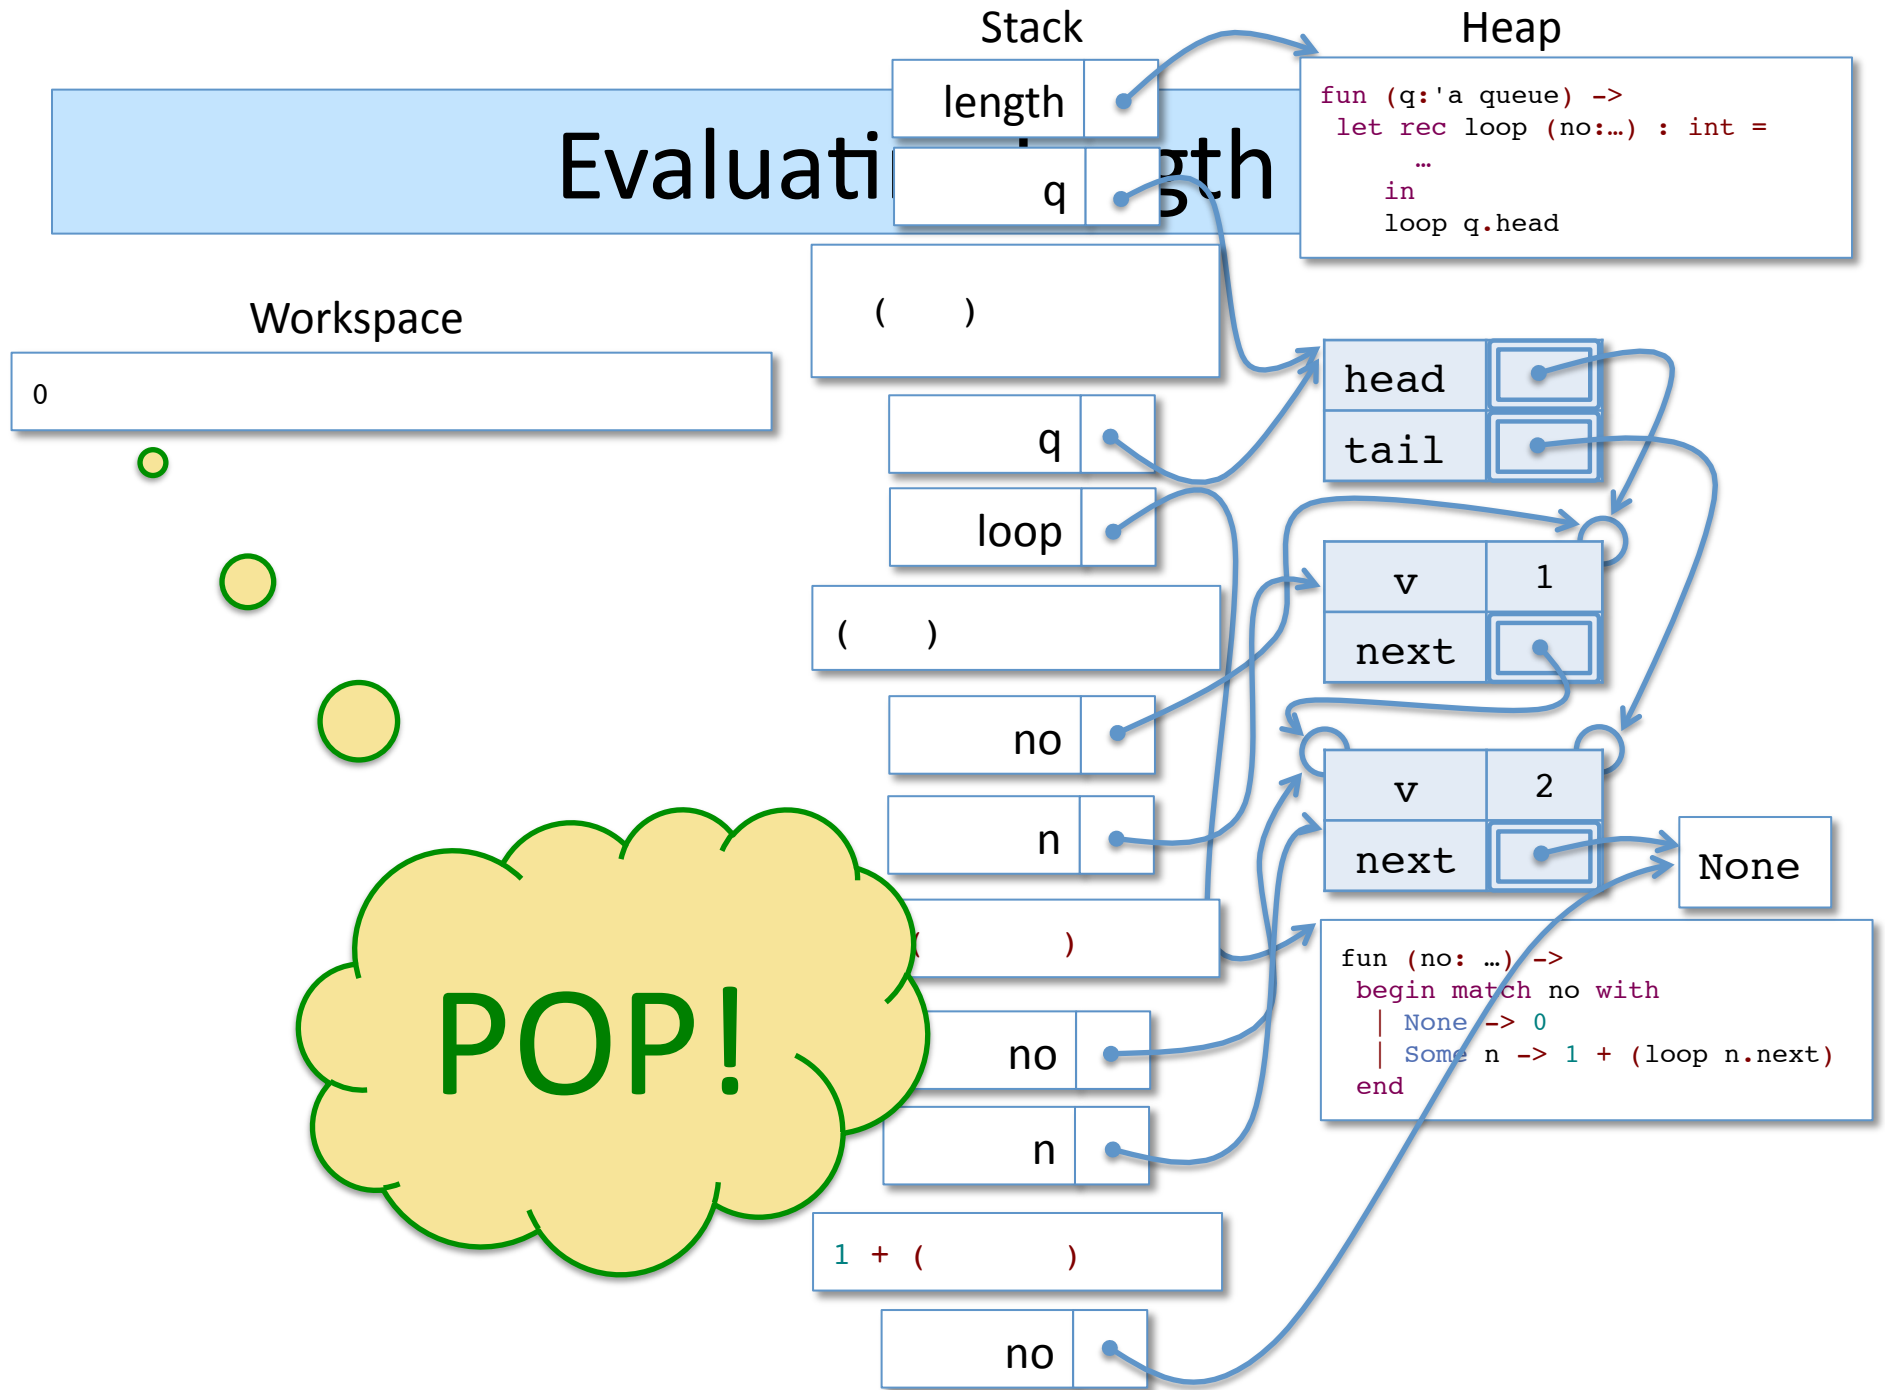 Stack
Heap
length
fun (q:'a queue) ->
let rec loop (no:…) : int =
…
in
loop q.head
Evaluati gth
q
( )
Workspace
0
head
tail
q
loop
v 1
next
( )
no
v 2
next
n
None
( )
fun (no: …) ->
begin match no with
| None -> 0
| Some n -> 1 + (loop n.next)
end
POP!
no
n
1 + ( )
no